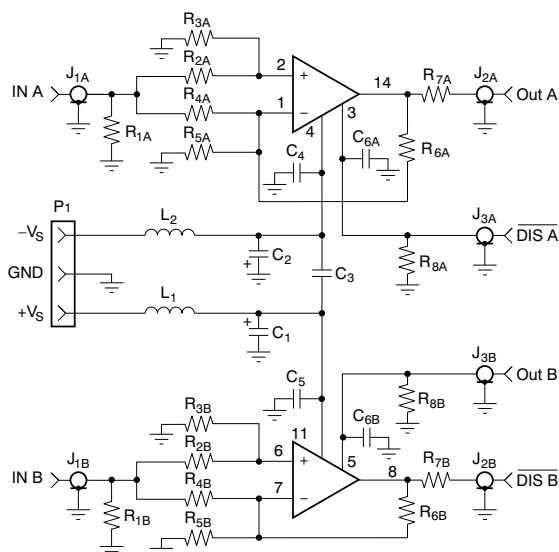 R3A
J1A
R2A
2
+
14
R7A
J2A
IN A
Out A
R4A
1
−
4
3
R1A
R5A
C4
C6A
R6A
P1
−VS
L2
J3A
DIS A
C2
+
R8A
GND
C3
+VS
L1
+
C1
J3B
Out B
C5
R8B
R3B
11
C6B
J1B
R2B
6
+
5
8
R7B
J2B
IN B
DIS B
R4B
7
−
R1B
R5B
R6B